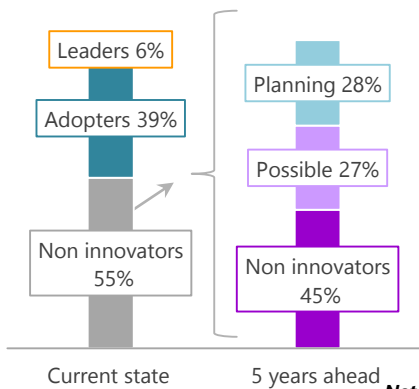 Leaders 6%
Adopters 39%
Non innovators
55%
Planning 28%
Possible 27%
Non innovators
45%
Current state
5 years ahead